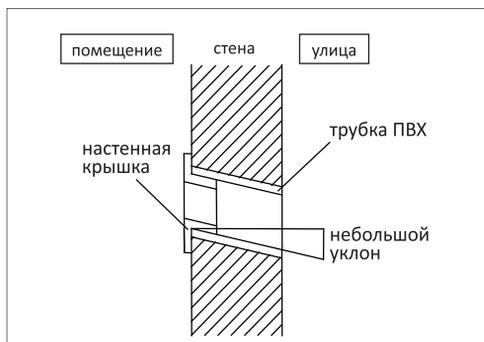 помещение
стена
улица
трубка ПВХ
настенная
крышка
небольшой
уклон